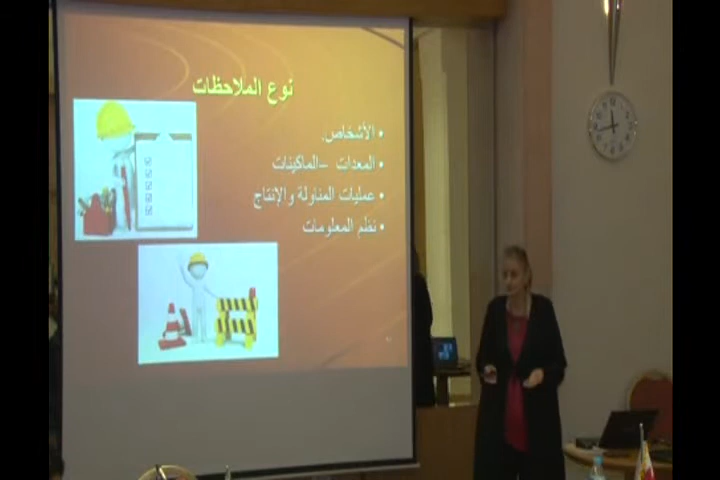 نوع الملاحظات
• الأشخاص.
• المعدات –الماكينات
• عمليات المناولة والإنتاج
• نظم المعلومات